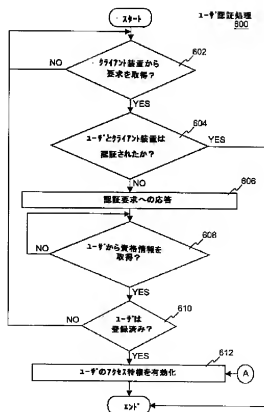 スタート
ユーザ認証処理
600
602
クライアント装置から
要求を取得?
NO
YES
604
ユーザとクライアント装置は
認証されたか?
YES
NO
606
認証要求への応答
608
ユーザから資格情報を
取得?
NO
YES
610
ユーザは
登録済み?
NO
YES
612
ユーザのアクセス特権を有効化
A
エンド